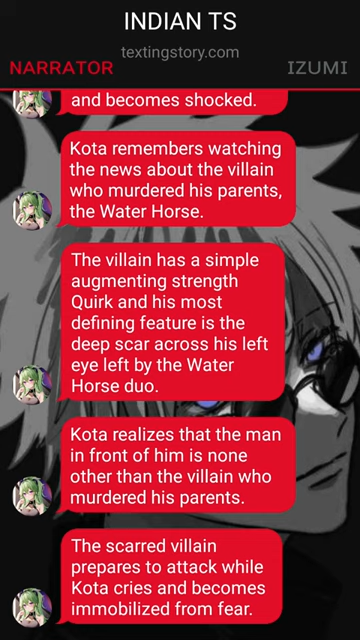 INDIAN TS
textingstory.com
NARRATOR
IZUMI
and becomes shocked.
Kota remembers watching
the news about the villain
who murdered his parents,
the Water Horse.
The villain has a simple
augmenting strength
Quirk and his most
defining feature is the
deep scar across his left
eye left by the Water
Horse duo.
Kota realizes that the man
in front of him is none
other than the villain who
murdered his parents.
The scarred villain
prepares to attack while
Kota cries and becomes
immobilized from fear.